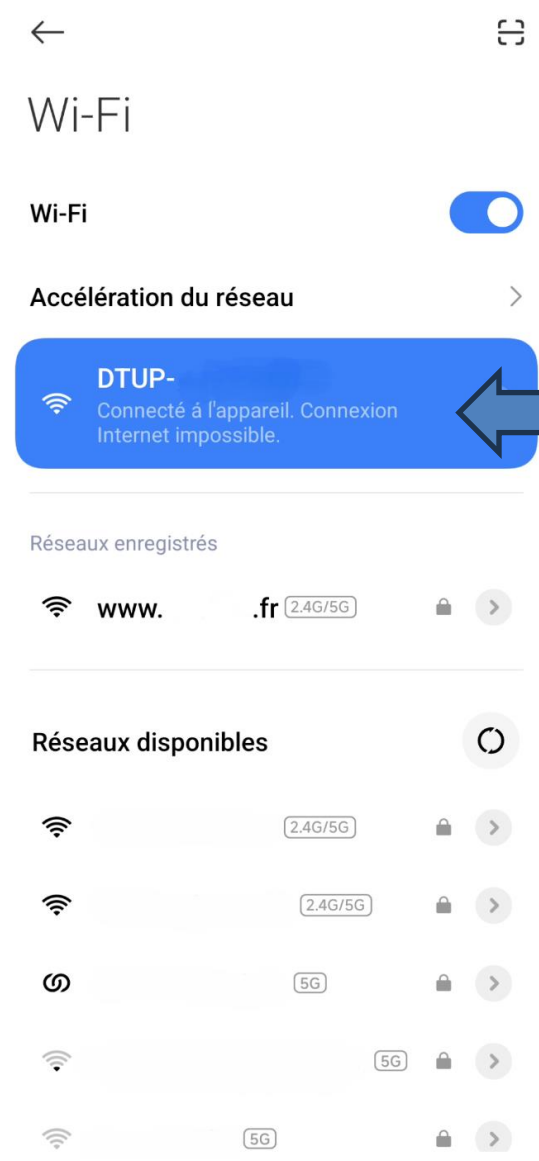 Wi-Fi
Wi-Fi
Accélération du réseau
DTUP-
Connecté á l'appareil. Connexion
Internet impossible.
Réseaux enregistrés
www. .fr 2.4G/5G
Réseaux disponibles
2.4G/5G
2.4G/5G
5G
5G
5G